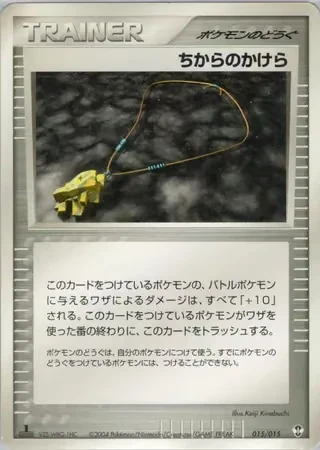 TRAINER
ポケモンのどうぐ
ちからのかけら
このカードをつけているポケモンの、バトルポケモン
に与えるワザによるダメージは、すべて「+10」
される。このカードをつけているポケモンがワザを
使った番の終わりに、このカードをトラッシュする。
ポケモンのどうぐは、自分のポケモンにつけて使う。すでにポケモンの
どうぐをつけているポケモンには、つけることができない。
Illus. Keiji Kinebuchi
©2004 Pokémon/Nintendo/Creatures/GAME FREAK
015/015